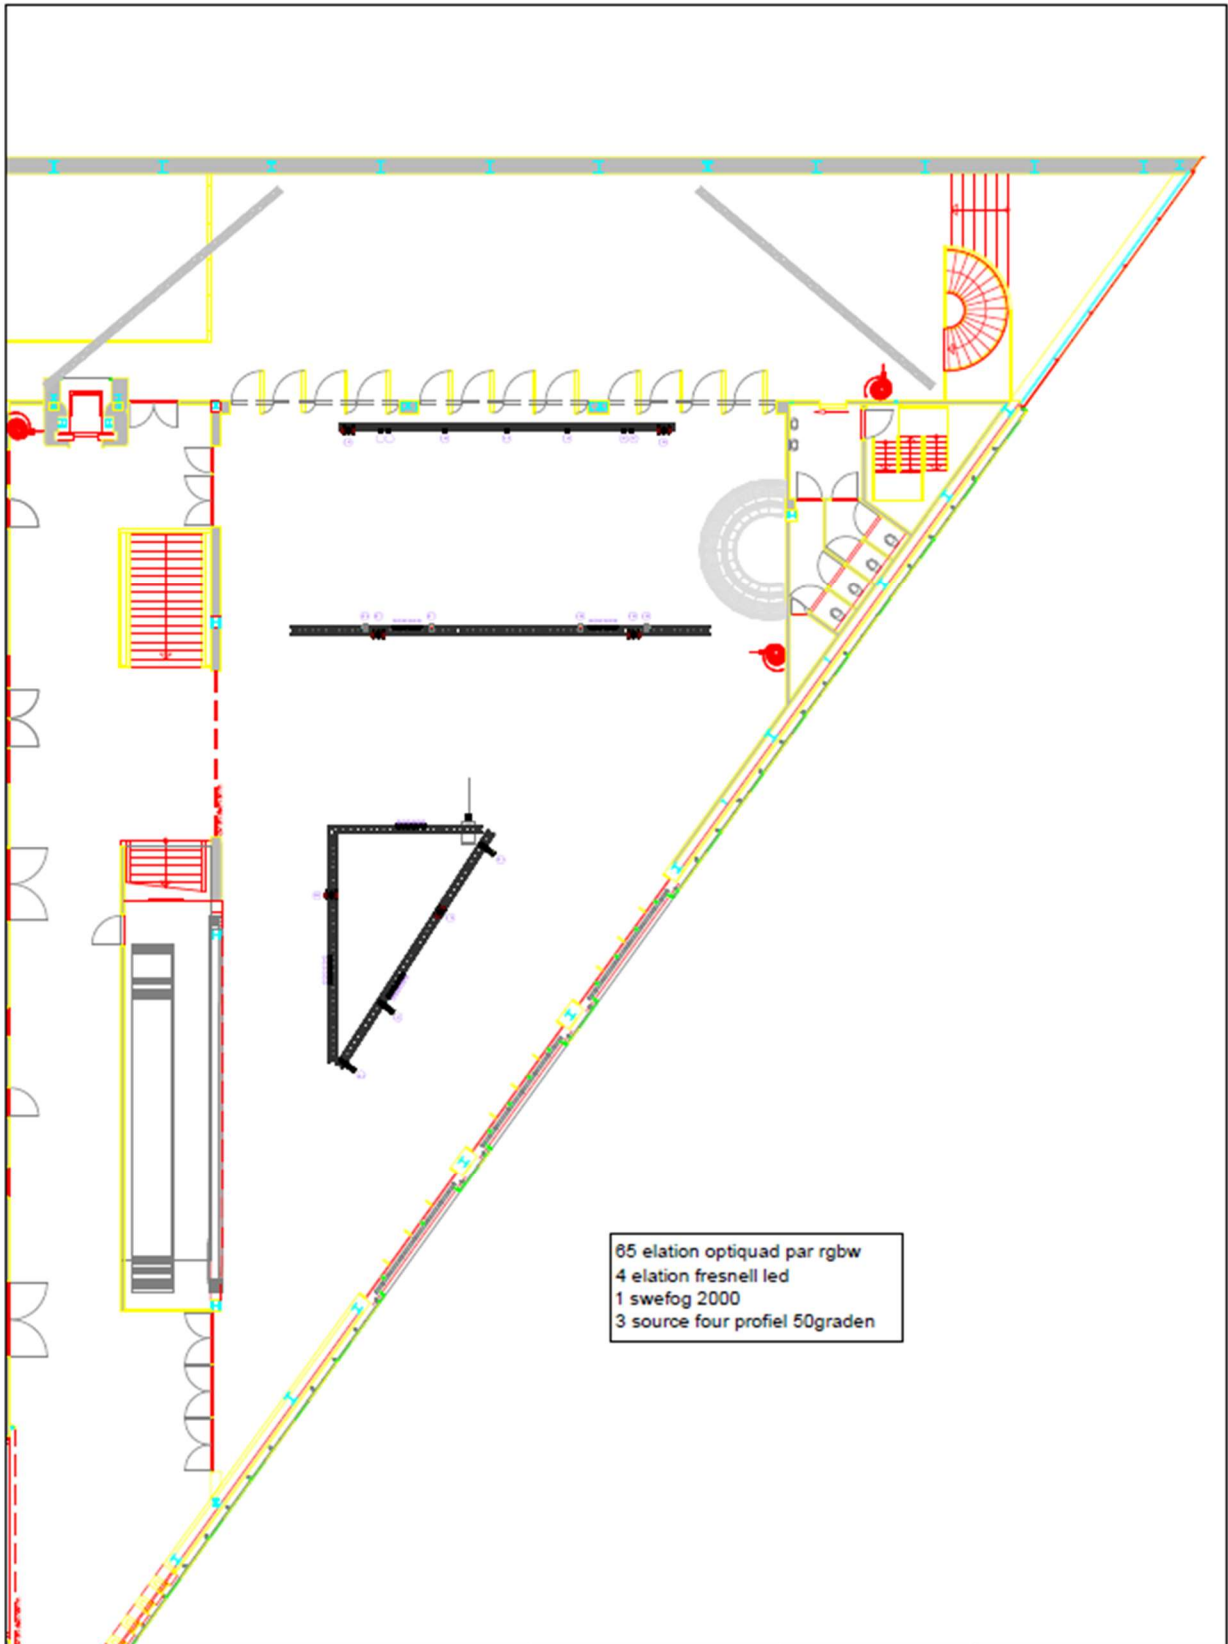 65 elation optiquad par rgbw
4 elation fresnell led
1 swefog 2000
3 source four profiel 50graden